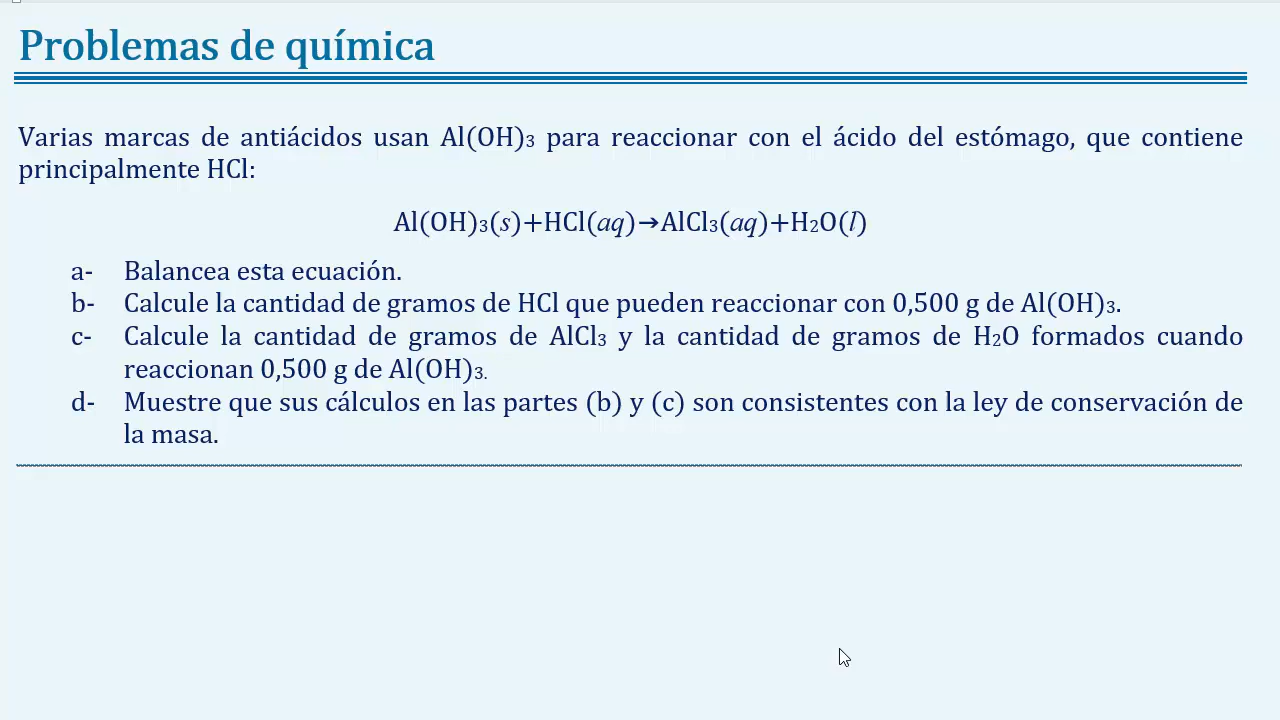 Problemas de química
Varias marcas de antiácidos usan Al(OH)₃ para reaccionar con el ácido del estómago, que contiene
principalmente HCl:
Al(OH)₃(s)+HCl(aq)→AlCl₃(aq)+H₂O(l)
a- Balancea esta ecuación.
b- Calcule la cantidad de gramos de HCl que pueden reaccionar con 0,500 g de Al(OH)₃.
c- Calcule la cantidad de gramos de AlCl₃ y la cantidad de gramos de H₂O formados cuando
reaccionan 0,500 g de Al(OH)₃.
d- Muestre que sus cálculos en las partes (b) y (c) son consistentes con la ley de conservación de
la masa.